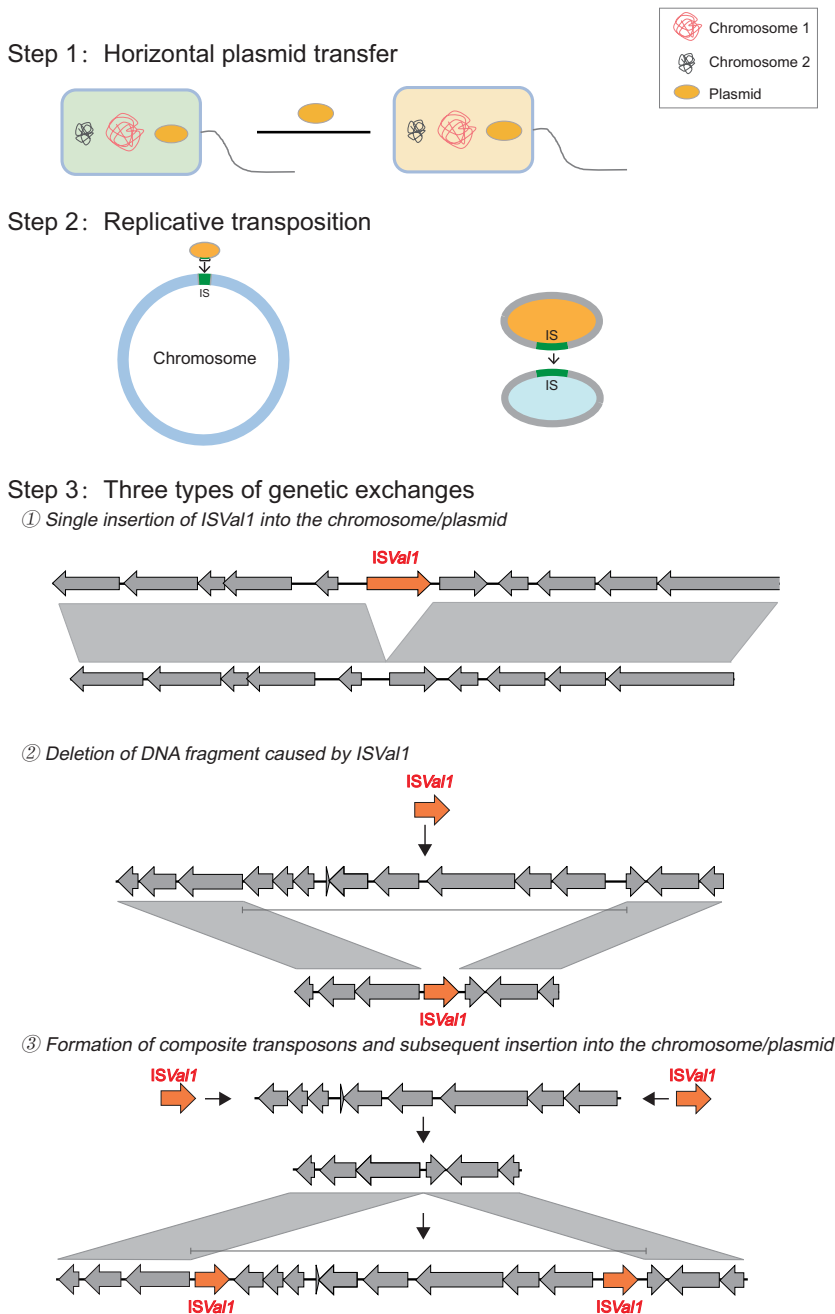 Chromosome 1
Step 1: Horizontal plasmid transfer
Chromosome 2
Plasmid
Step 2: Replicative transposition
IS
Chromosome
IS
IS
Step 3: Three types of genetic exchanges
① Single insertion of ISVal1 into the chromosome/plasmid
ISVal1
② Deletion of DNA fragment caused by ISVal1
ISVal1
ISVal1
③ Formation of composite transposons and subsequent insertion into the chromosome/plasmid
ISVal1 ISVal1
ISVal1 ISVal1